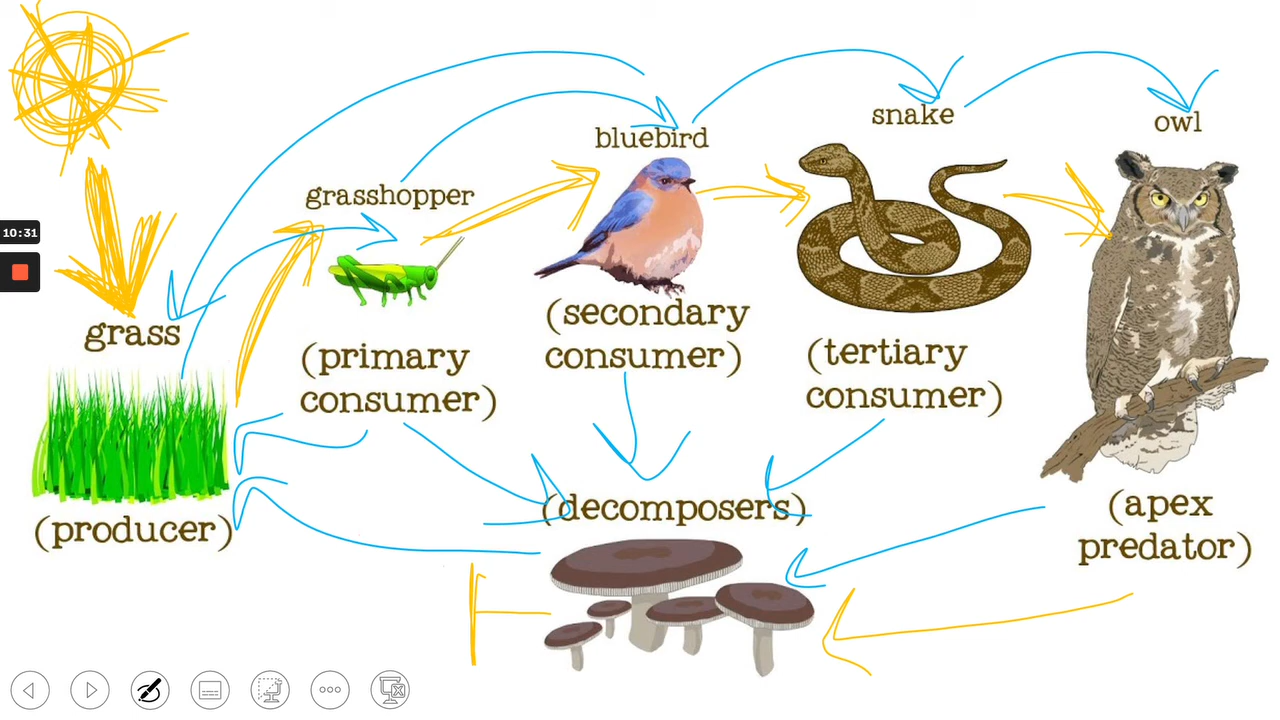 bluebird
snake
owl
grasshopper
10:31
grass
(primary
consumer)
(secondary
consumer)
(tertiary
consumer)
(decomposers)
(producer)
(apex
predator)